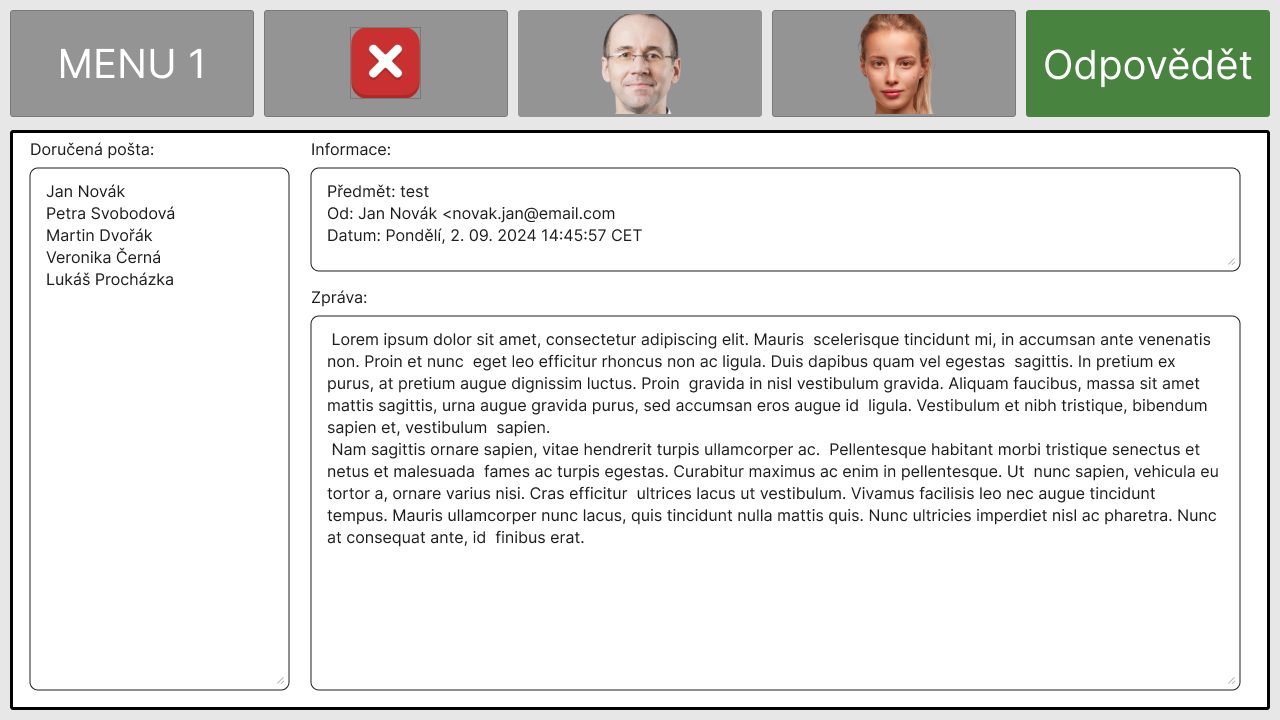 MENU 1
Odpovědět
Doručená pošta:
Jan Novák
Petra Svobodová
Martin Dvořák
Veronika Černá
Lukáš Procházka
Informace:
Předmět: test
Od: Jan Novák <novak.jan@email.com
Datum: Pondělí, 2. 09. 2024 14:45:57 CET
Zpráva:
Lorem ipsum dolor sit amet, consectetur adipiscing elit. Mauris  scelerisque tincidunt mi, in accumsan ante venenatis
non. Proin et nunc  eget leo efficitur rhoncus non ac ligula. Duis dapibus quam vel egestas  sagittis. In pretium ex
purus, at pretium augue dignissim luctus. Proin  gravida in nisl vestibulum gravida. Aliquam faucibus, massa sit amet
mattis sagittis, urna augue gravida purus, sed accumsan eros augue id  ligula. Vestibulum et nibh tristique, bibendum
sapien et, vestibulum  sapien.
Nam sagittis ornare sapien, vitae hendrerit turpis ullamcorper ac.  Pellentesque habitant morbi tristique senectus et
netus et malesuada  fames ac turpis egestas. Curabitur maximus ac enim in pellentesque. Ut  nunc sapien, vehicula eu
tortor a, ornare varius nisi. Cras efficitur  ultrices lacus ut vestibulum. Vivamus facilisis leo nec augue tincidunt
tempus. Mauris ullamcorper nunc lacus, quis tincidunt nulla mattis quis. Nunc ultricies imperdiet nisl ac pharetra. Nunc
at consequat ante, id  finibus erat.